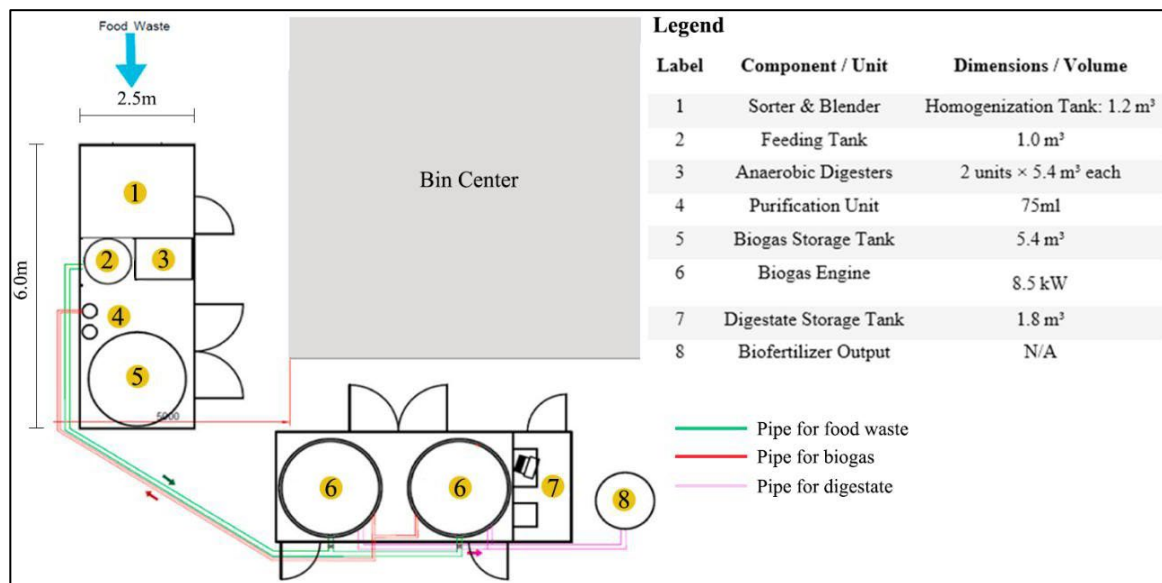 Food Waste
2.5m
6.0m
1
2
3
4
5
5000
Bin Center
6
6
7
8
Legend
Label Component / Unit Dimensions / Volume
1 Sorter & Blender Homogenization Tank: 1.2 m³
2 Feeding Tank 1.0 m³
3 Anaerobic Digesters 2 units × 5.4 m³ each
4 Purification Unit 75ml
5 Biogas Storage Tank 5.4 m³
6 Biogas Engine 8.5 kW
7 Digestate Storage Tank 1.8 m³
8 Biofertilizer Output N/A
Pipe for food waste
Pipe for biogas
Pipe for digestate